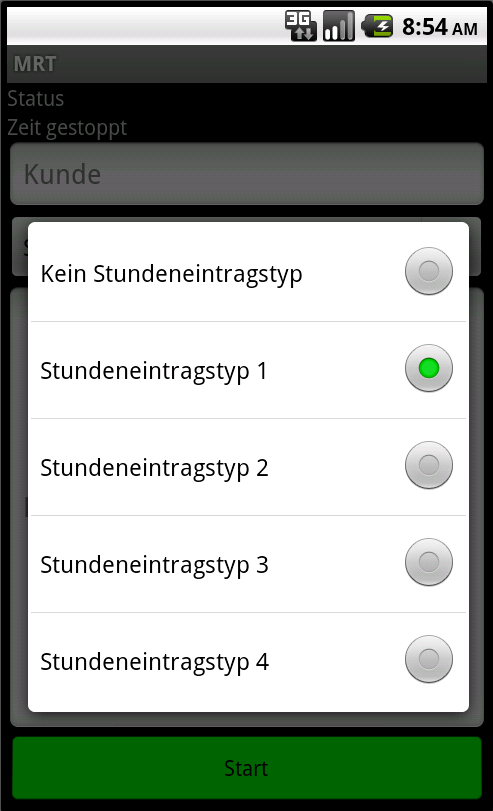 3G
8:54 AM
MRT
Status
Zeit gestoppt
Kunde
Kein Stundeneintragstyp
Stundeneintragstyp 1
Stundeneintragstyp 2
Stundeneintragstyp 3
Stundeneintragstyp 4
Start